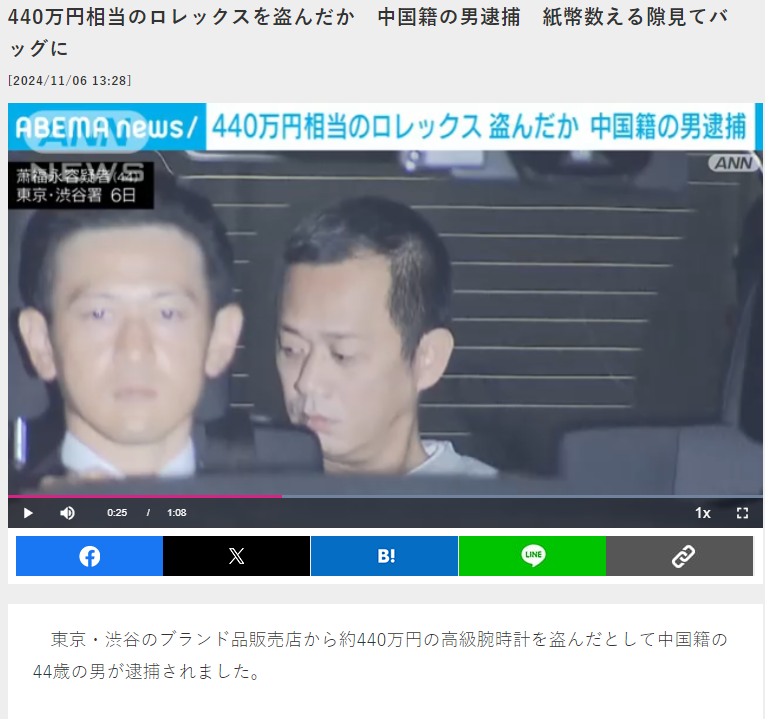 440万円相当のロレックスを盗んだか　中国籍の男逮捕　紙幣数える隙見てバ
ッグに
[2024/11/06 13:28]
ABEMA news/
440万円相当のロレックス 盗んだか 中国籍の男逮捕
ANN
NEWS
ANN
蕭福永容疑者(44)
東京・渋谷署 6日
0:25 / 1:08
1x
B!
LINE
東京・渋谷のブランド品販売店から約440万円の高級腕時計を盗んだとして中国籍の
44歳の男が逮捕されました。